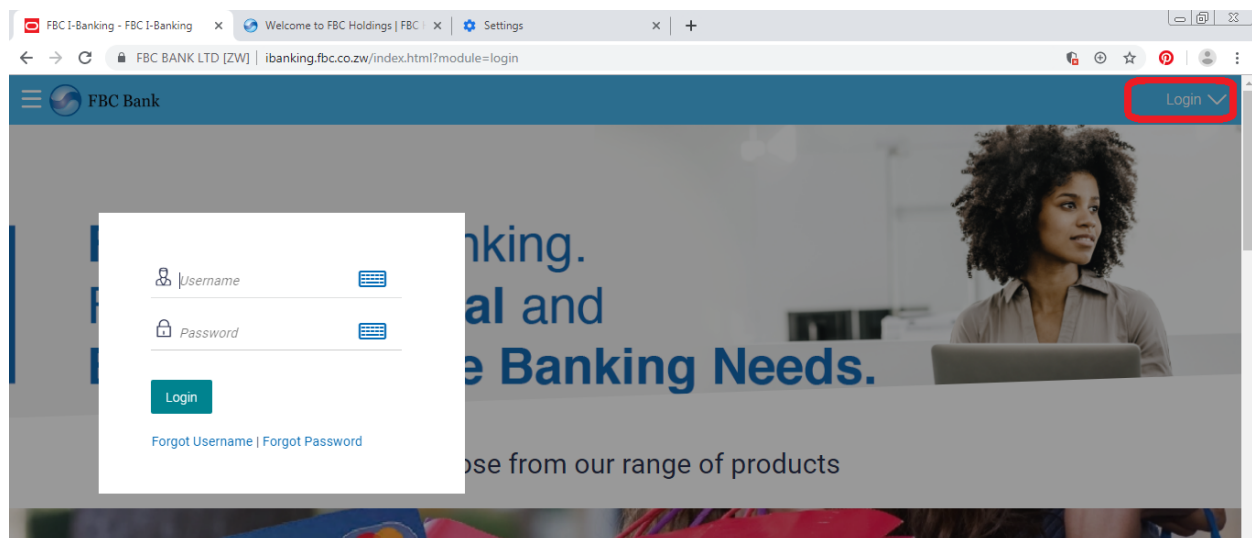 FBC I-Banking - FBC I-Banking
Welcome to FBC Holdings | FBC
Settings
FBC BANK LTD [ZW] | ibanking.fbc.co.zw/index.html?module=login
FBC Bank
Login
nking.
Username
al and
Password
e Banking Needs.
Login
Forgot Username | Forgot Password
ose from our range of products